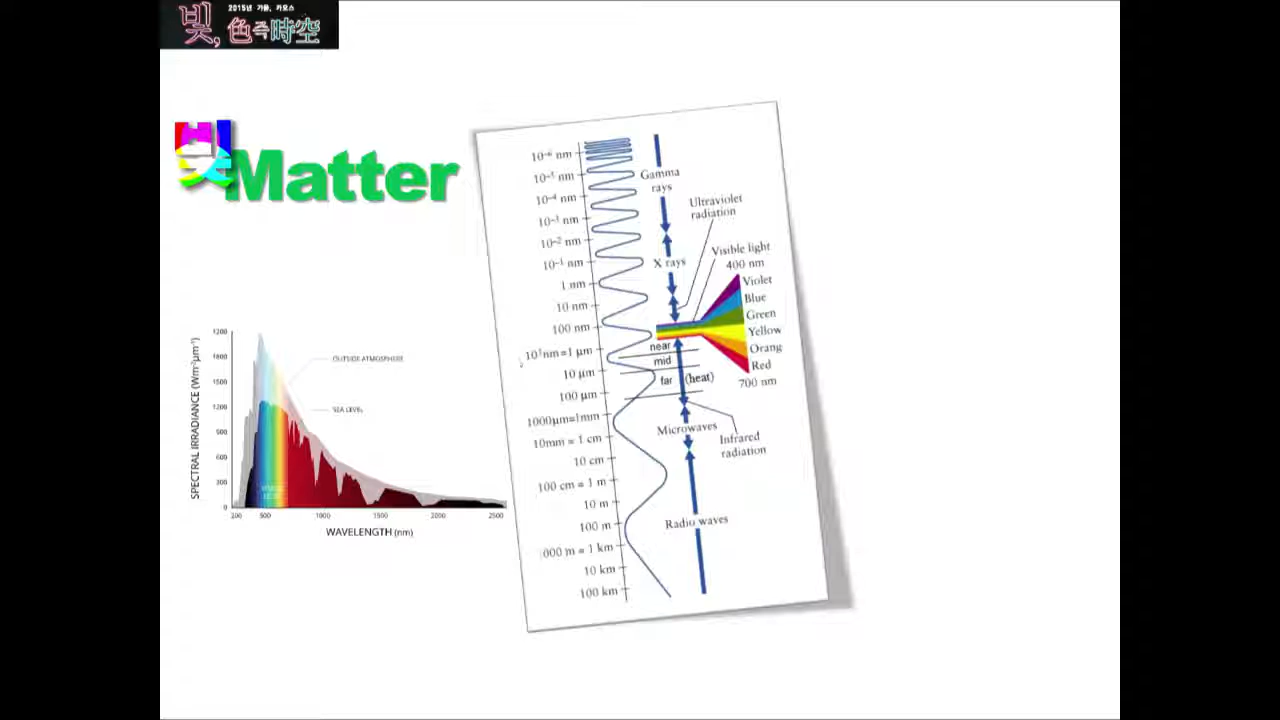 2015년 가을, 카오스
빛, 色즉時空
빛Matter
10⁻⁶ nm
10⁻⁵ nm
10⁻⁴ nm
10⁻³ nm
10⁻² nm
10⁻¹ nm
1 nm
10 nm
100 nm
10³nm=1 μm
10 μm
100 μm
1000μm=1mm
10mm = 1 cm
10 cm
100 cm = 1 m
10 m
100 m
000 m = 1 km
10 km
100 km
Gamma
rays
Ultraviolet
radiation
X rays
Visible light
400 nm
Violet
Blue
Green
Yellow
Orang
Red
700 nm
near
mid
far (heat)
Microwaves
Infrared
radiation
Radio waves
SPECTRAL IRRADIANCE (Wm⁻²μm⁻¹)
1200
1800
1500
1200
900
600
300
0
OUTSIDE ATMOSPHERE
SEA LEVEL
200 500 1000 1500 2000 2500
WAVELENGTH (nm)